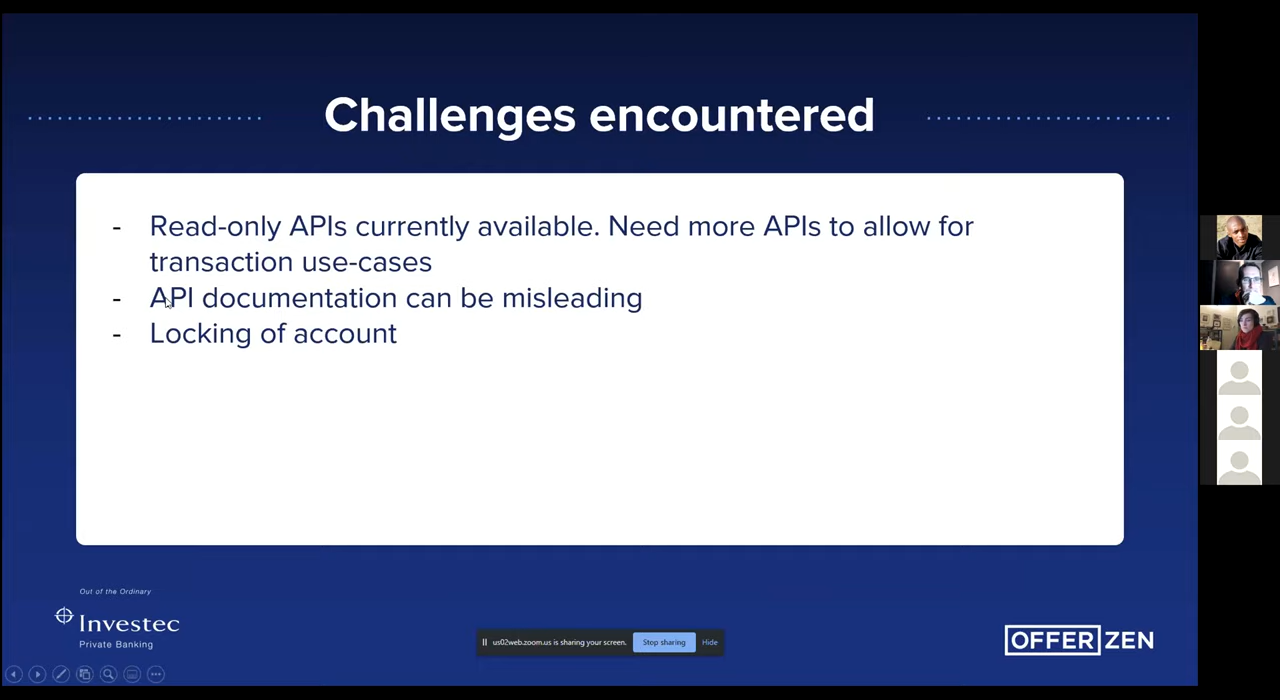 Challenges encountered
- Read-only APIs currently available. Need more APIs to allow for
transaction use-cases
- API documentation can be misleading
- Locking of account
Out of the Ordinary
Investec
Private Banking
us02web.zoom.us is sharing your screen. Stop sharing Hide
OFFERZEN